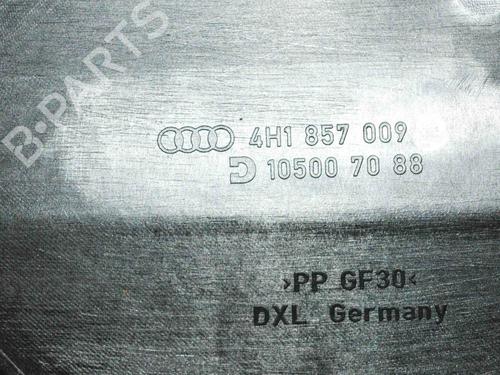 B-PARTS
4H1 857 009
D 10500 70 88
>PP GF30<
DXL Germany